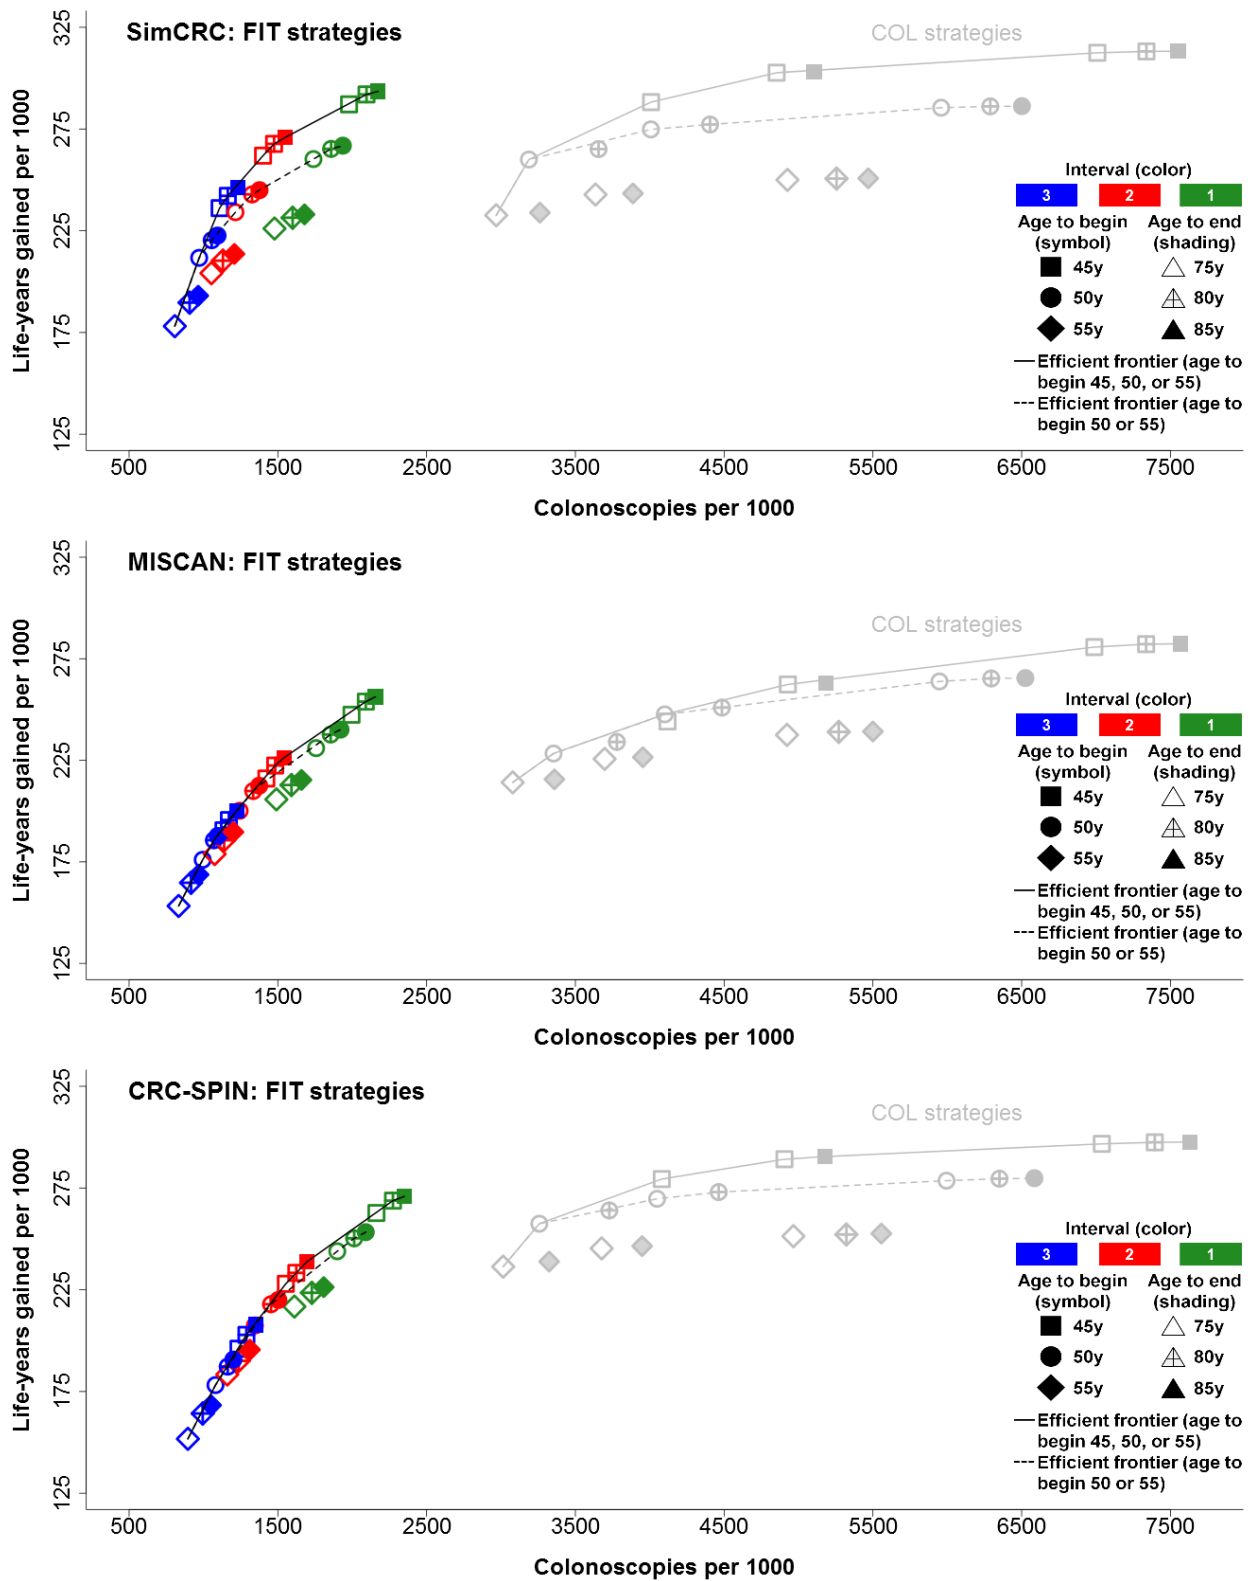 SimCRC: FIT strategies
COL strategies
Life-years gained per 1000
325
275
225
175
125
Interval (color)
3 2 1
Age to begin Age to end
(symbol) (shading)
45y 75y
50y 80y
55y 85y
Efficient frontier (age to
begin 45, 50, or 55)
Efficient frontier (age to
begin 50 or 55)
500 1500 2500 3500 4500 5500 6500 7500
Colonoscopies per 1000
MISCAN: FIT strategies
COL strategies
Life-years gained per 1000
325
275
225
175
125
Interval (color)
3 2 1
Age to begin Age to end
(symbol) (shading)
45y 75y
50y 80y
55y 85y
Efficient frontier (age to
begin 45, 50, or 55)
Efficient frontier (age to
begin 50 or 55)
500 1500 2500 3500 4500 5500 6500 7500
Colonoscopies per 1000
CRC-SPIN: FIT strategies
COL strategies
Life-years gained per 1000
325
275
225
175
125
Interval (color)
3 2 1
Age to begin Age to end
(symbol) (shading)
45y 75y
50y 80y
55y 85y
Efficient frontier (age to
begin 45, 50, or 55)
Efficient frontier (age to
begin 50 or 55)
500 1500 2500 3500 4500 5500 6500 7500
Colonoscopies per 1000